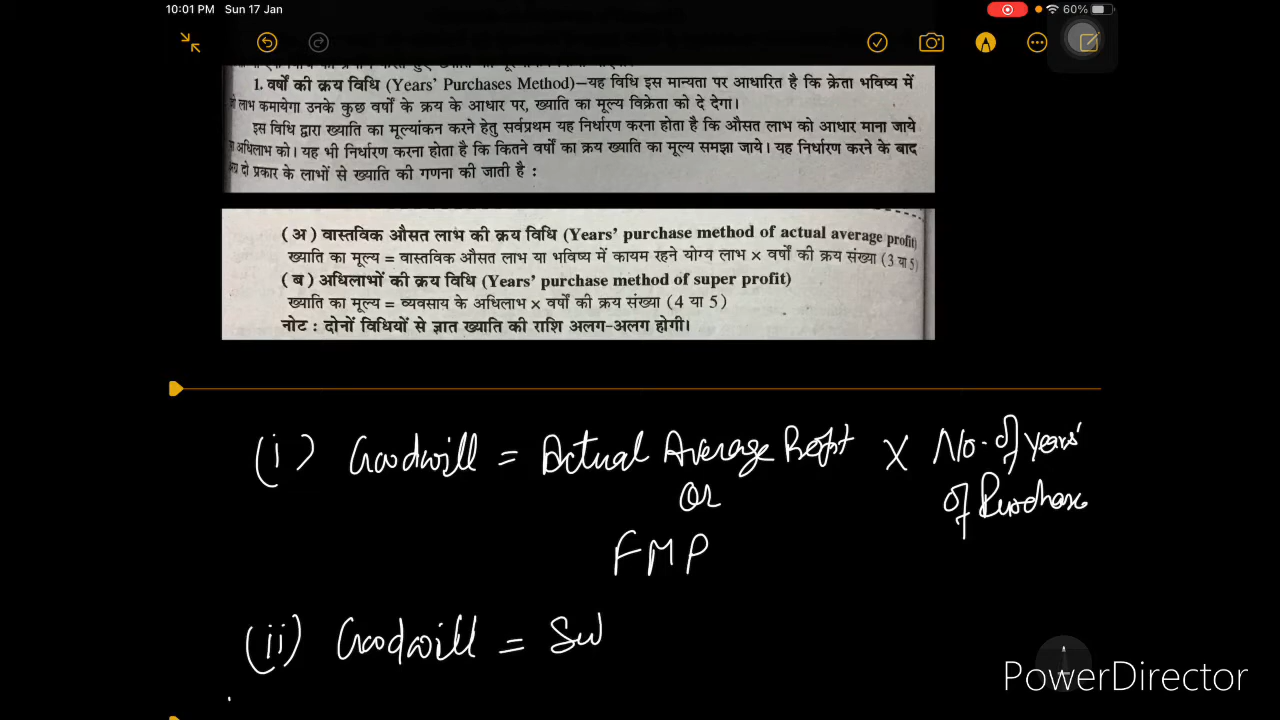 10:01 PM Sun 17 Jan
60%
1. वर्षों की क्रय विधि (Years' Purchases Method)—यह विधि इस मान्यता पर आधारित है कि क्रेता भविष्य में
लाभ कमायेगा उनके कुछ वर्षों के क्रय के आधार पर, ख्याति का मूल्य विक्रेता को दे देगा।
इस विधि द्वारा ख्याति का मूल्यांकन करने हेतु सर्वप्रथम यह निर्धारण करना होता है कि औसत लाभ को आधार माना जाये
अधिलाभ को। यह भी निर्धारण करना होता है कि कितने वर्षों का क्रय ख्याति का मूल्य समझा जाये। यह निर्धारण करने के बाद
दो प्रकार के लाभों से ख्याति की गणना की जाती है :
(अ) वास्तविक औसत लाभ की क्रय विधि (Years' purchase method of actual average profit)
ख्याति का मूल्य = वास्तविक औसत लाभ या भविष्य में कायम रहने योग्य लाभ × वर्षों की क्रय संख्या (3 या 5)
(ब) अधिलाभों की क्रय विधि (Years' purchase method of super profit)
ख्याति का मूल्य = व्यवसाय के अधिलाभ × वर्षों की क्रय संख्या (4 या 5)
नोट : दोनों विधियों से ज्ञात ख्याति की राशि अलग-अलग होगी।
(i) Goodwill = Actual Average Profit × No. of years'
or of Purchase
FMP
(ii) Goodwill = Su
PowerDirector